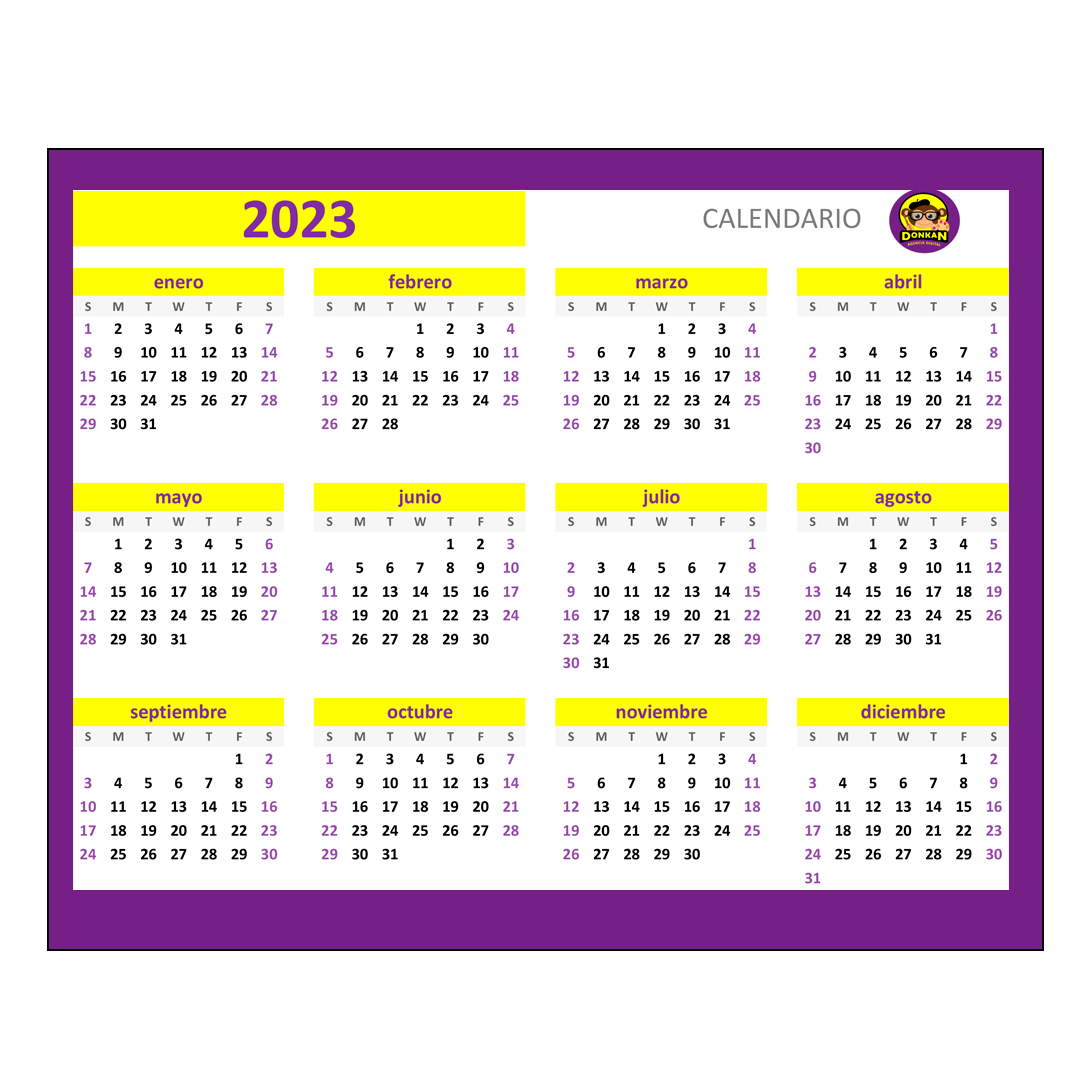 2023
CALENDARIO
DONKAN
AGENCIA DIGITAL
enero febrero marzo abril
S M T W T F S S M T W T F S S M T W T F S S M T W T F S
1 2 3 4 5 6 7 1 2 3 4 1 2 3 4 1
8 9 10 11 12 13 14 5 6 7 8 9 10 11 5 6 7 8 9 10 11 2 3 4 5 6 7 8
15 16 17 18 19 20 21 12 13 14 15 16 17 18 12 13 14 15 16 17 18 9 10 11 12 13 14 15
22 23 24 25 26 27 28 19 20 21 22 23 24 25 19 20 21 22 23 24 25 16 17 18 19 20 21 22
29 30 31 26 27 28 26 27 28 29 30 31 23 24 25 26 27 28 29
30
mayo junio julio agosto
S M T W T F S S M T W T F S S M T W T F S S M T W T F S
1 2 3 4 5 6 1 2 3 1 1 2 3 4 5
7 8 9 10 11 12 13 4 5 6 7 8 9 10 2 3 4 5 6 7 8 6 7 8 9 10 11 12
14 15 16 17 18 19 20 11 12 13 14 15 16 17 9 10 11 12 13 14 15 13 14 15 16 17 18 19
21 22 23 24 25 26 27 18 19 20 21 22 23 24 16 17 18 19 20 21 22 20 21 22 23 24 25 26
28 29 30 31 25 26 27 28 29 30 23 24 25 26 27 28 29 27 28 29 30 31
30 31
septiembre octubre noviembre diciembre
S M T W T F S S M T W T F S S M T W T F S S M T W T F S
1 2 1 2 3 4 5 6 7 1 2 3 4 1 2
3 4 5 6 7 8 9 8 9 10 11 12 13 14 5 6 7 8 9 10 11 3 4 5 6 7 8 9
10 11 12 13 14 15 16 15 16 17 18 19 20 21 12 13 14 15 16 17 18 10 11 12 13 14 15 16
17 18 19 20 21 22 23 22 23 24 25 26 27 28 19 20 21 22 23 24 25 17 18 19 20 21 22 23
24 25 26 27 28 29 30 29 30 31 26 27 28 29 30 24 25 26 27 28 29 30
31